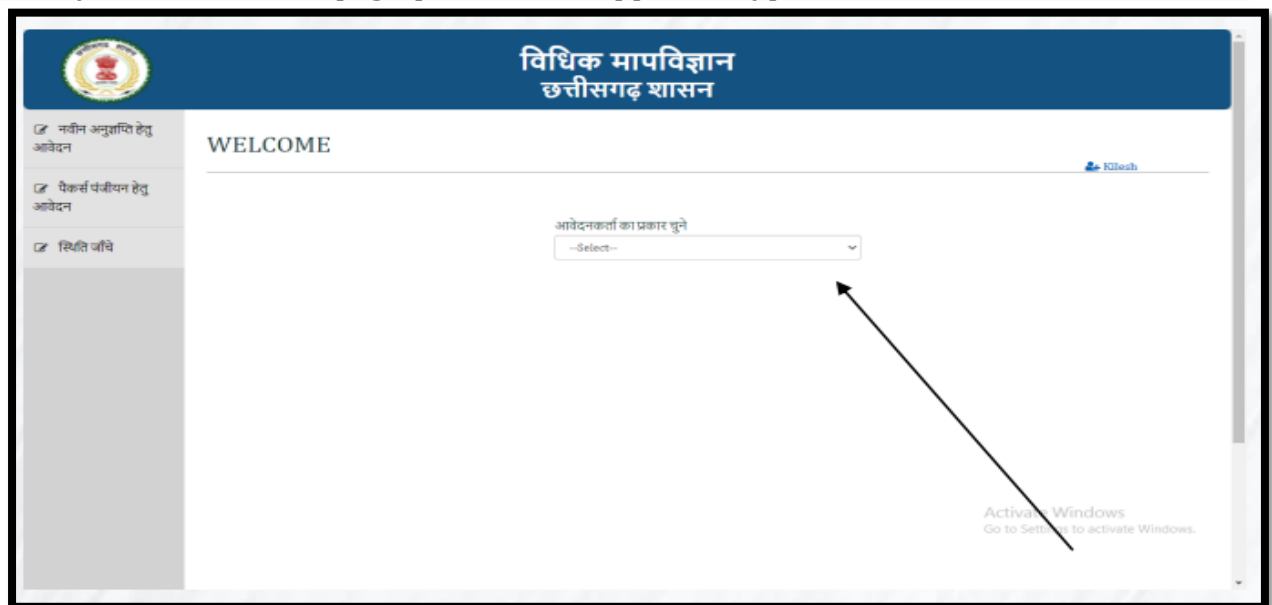 विधिक मापविज्ञान
छत्तीसगढ़ शासन
नवीन अनुज्ञप्ति हेतु
आवेदन
पैकर्स पंजीयन हेतु
आवेदन
स्थिति जाँचे
WELCOME
Kilesh
आवेदनकर्ता का प्रकार चुने
--Select--
Activate Windows
Go to Settings to activate Windows.